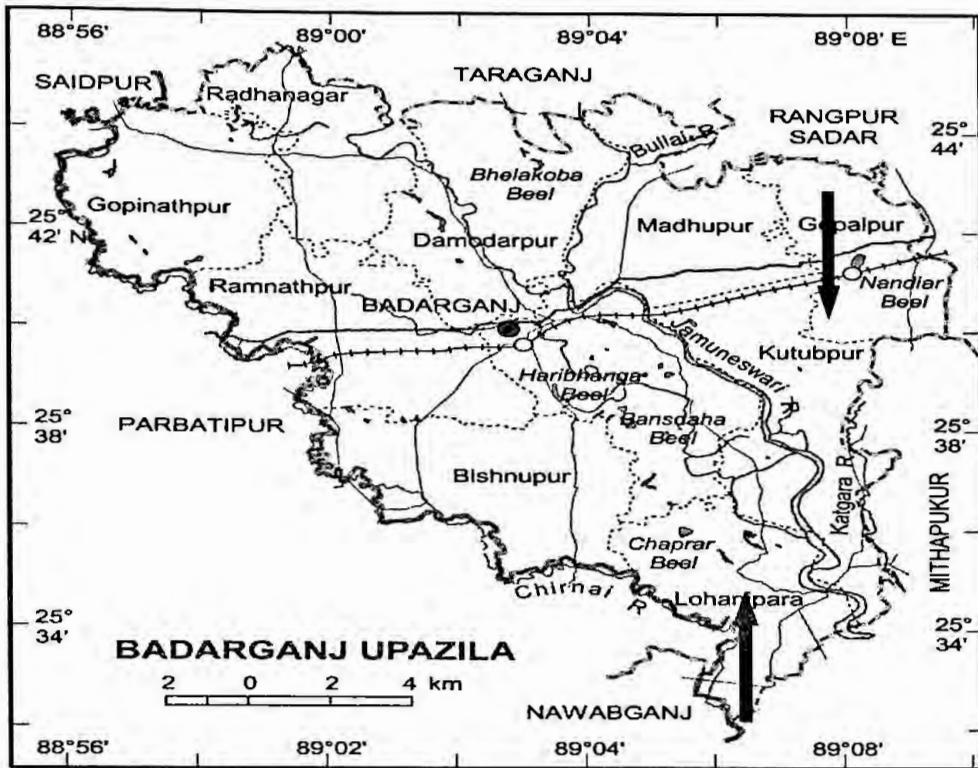 88°56' 89°00' 89°04' 89°08' E
SAIDPUR
TARAGANJ
Radhanagar
RANGPUR
SADAR
25°
44'
Bullai R
Bhelakoba
Beel
Gopinathpur
25°
42' N
Madhupur
Gopalpur
Damodarpur
Ramnathpur
BADARGANJ
Nandiar
Beel
Jamuneswari R
Kutubpur
Haribhanga
Beel
25°
38'
PARBATIPUR
Bansdaha
Beel
25°
38'
Bishnupur
Katgara R
MITHAPUKUR
Chaprar
Beel
Chirnai R
Lohanipara
25°
34'
25°
34'
BADARGANJ UPAZILA
2 0 2 4 km
NAWABGANJ
88°56' 89°02' 89°04' 89°08'